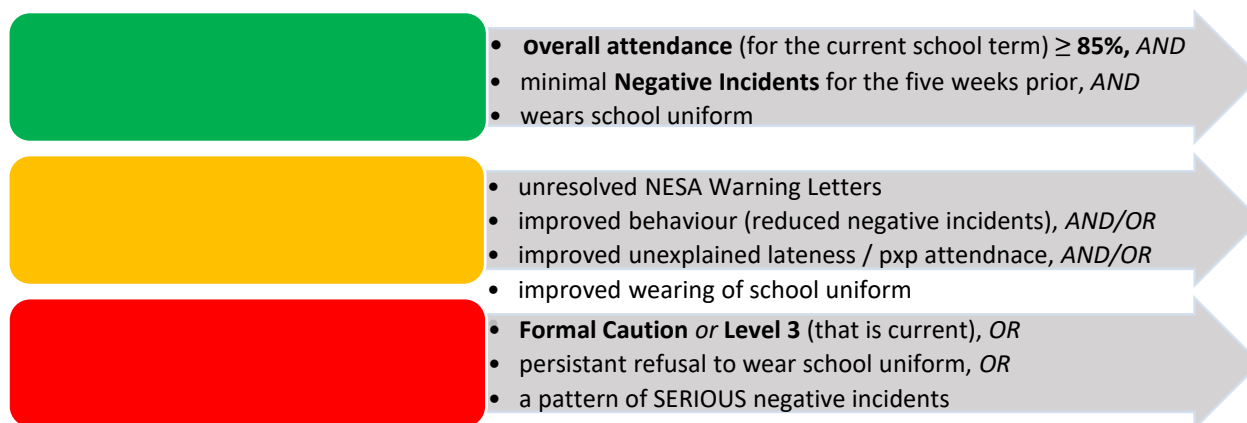 • Overall attendance (for the current school term) ≥ 85%, AND
• minimal Negative Incidents for the five weeks prior, AND
• wears school uniform
• unresolved NESA Warning Letters
• improved behaviour (reduced negative incidents), AND/OR
• improved unexplained lateness / pxp attendnace, AND/OR
• improved wearing of school uniform
• Formal Caution or Level 3 (that is current), OR
• persistant refusal to wear school uniform, OR
• a pattern of SERIOUS negative incidents